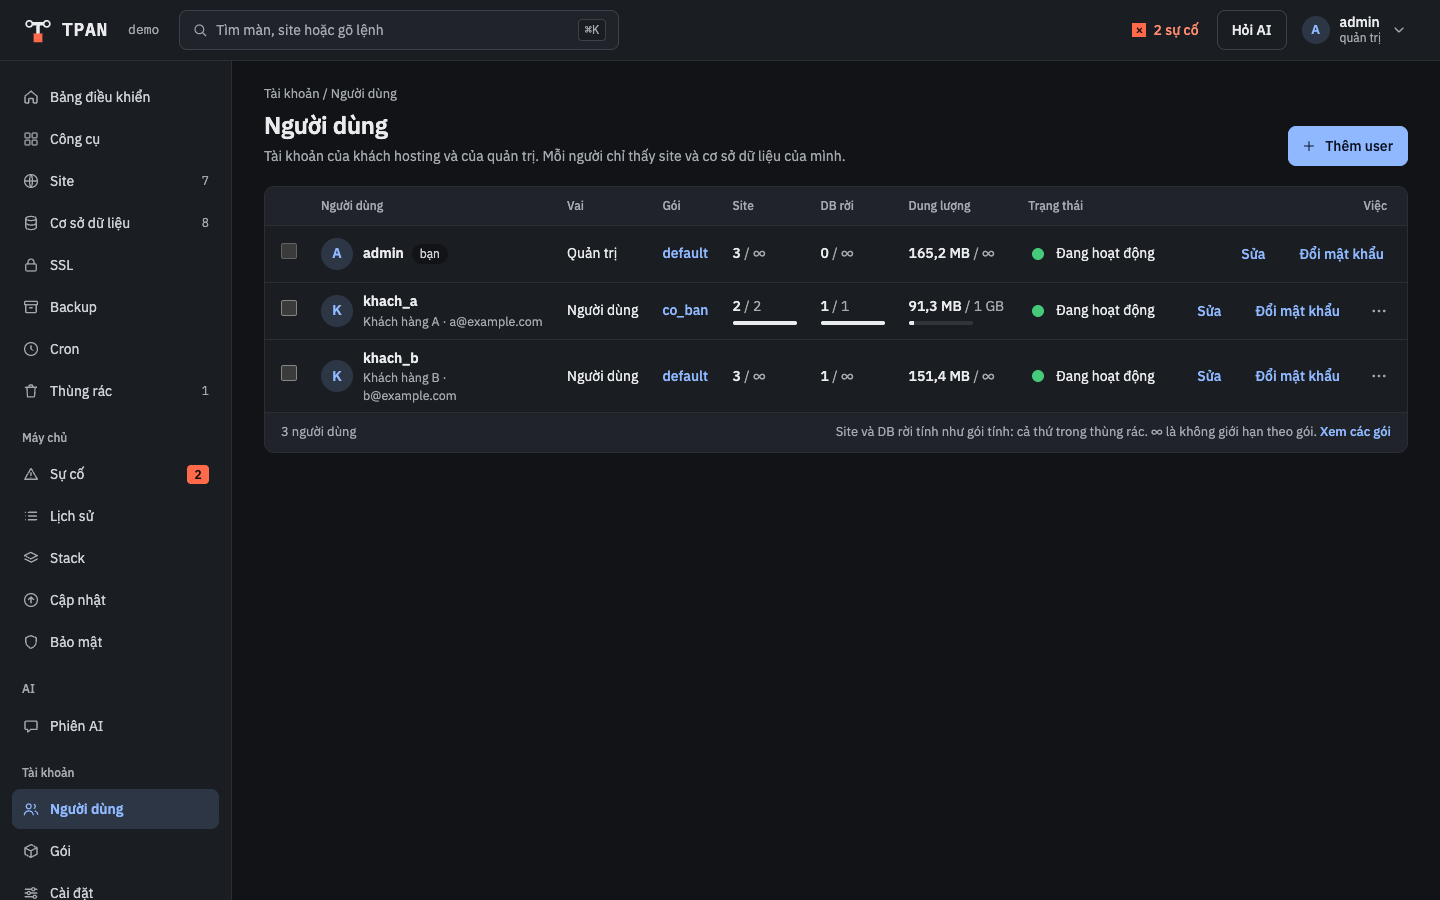 TPAN demo
Tìm màn, site hoặc gõ lệnh ⌘K
2 sự cố
Hỏi AI
A
admin
quản trị
Bảng điều khiển
Công cụ
Site 7
Cơ sở dữ liệu 8
SSL
Backup
Cron
Thùng rác 1
Máy chủ
Sự cố 2
Lịch sử
Stack
Cập nhật
Bảo mật
AI
Phiên AI
Tài khoản
Người dùng
Gói
Cài đặt
Tài khoản / Người dùng
Người dùng
Tài khoản của khách hosting và của quản trị. Mỗi người chỉ thấy site và cơ sở dữ liệu của mình.
+ Thêm user
Người dùng Vai Gói Site DB rời Dung lượng Trạng thái Việc
A admin bạn Quản trị default 3 / ∞ 0 / ∞ 165,2 MB / ∞ Đang hoạt động Sửa Đổi mật khẩu
K khach_a Người dùng co_ban 2 / 2 1 / 1 91,3 MB / 1 GB Đang hoạt động Sửa Đổi mật khẩu ···
Khách hàng A · a@example.com
K khach_b Người dùng default 3 / ∞ 1 / ∞ 151,4 MB / ∞ Đang hoạt động Sửa Đổi mật khẩu ···
Khách hàng B ·
b@example.com
3 người dùng
Site và DB rời tính như gói tính: cả thứ trong thùng rác. ∞ là không giới hạn theo gói. Xem các gói